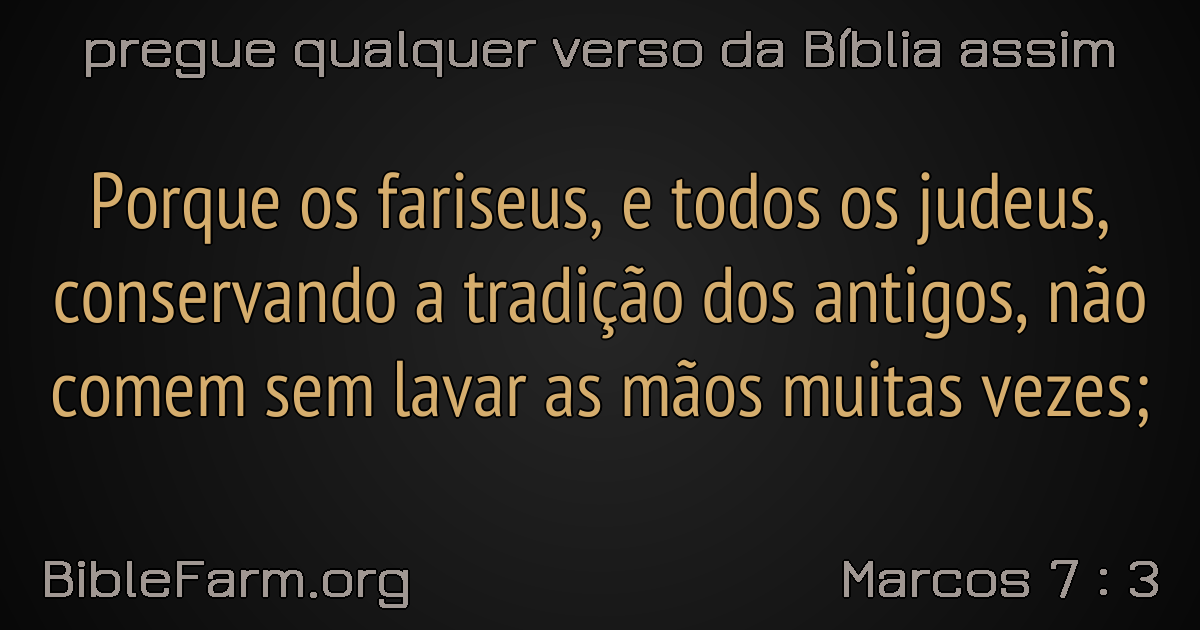 pregue qualquer verso da Bíblia assim
Porque os fariseus, e todos os judeus,
conservando a tradição dos antigos, não
comem sem lavar as mãos muitas vezes;
BibleFarm.org
Marcos 7 : 3